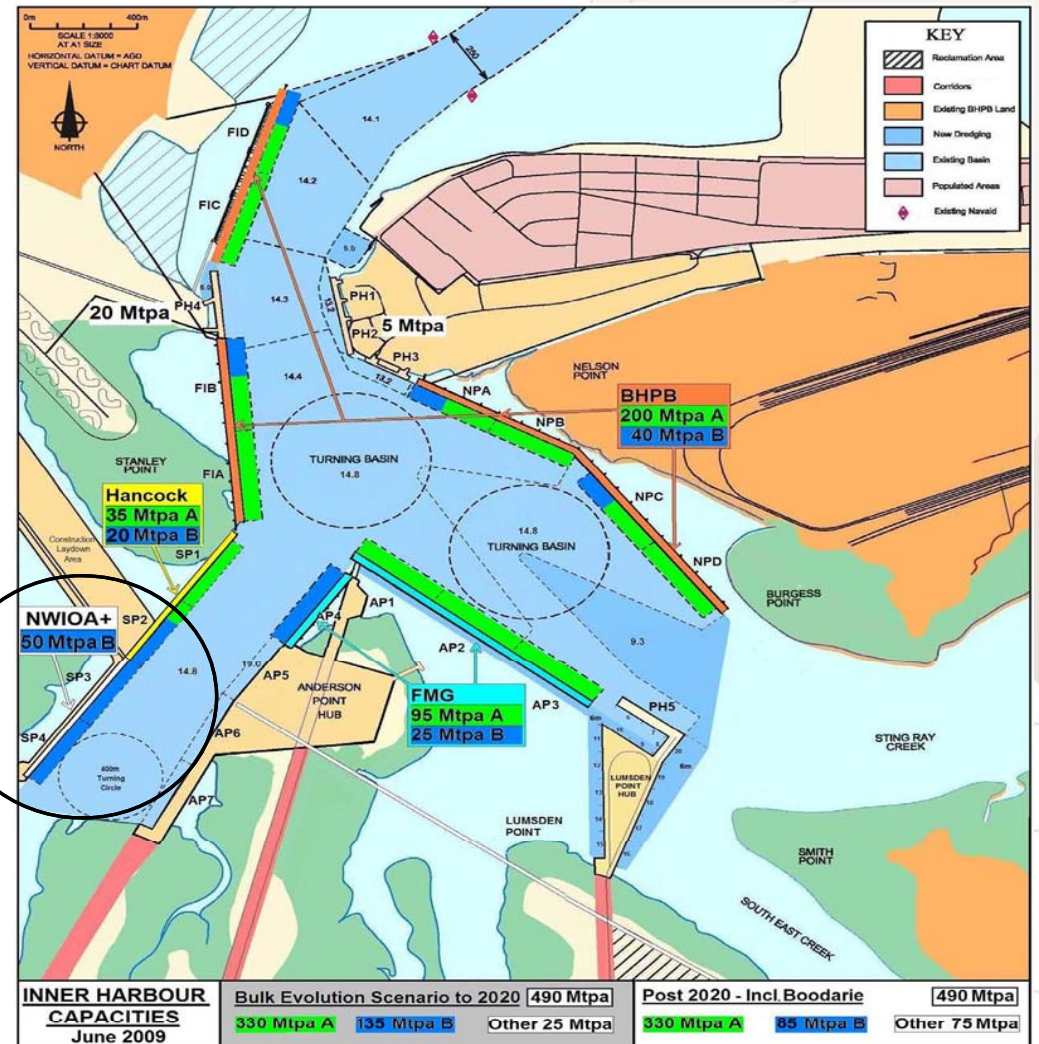 0m 400m
SCALE 1:8000
AT A1 SIZE
HORIZONTAL DATUM = AGD
VERTICAL DATUM = CHART DATUM
NORTH
KEY
Reclamation Area
Corridors
Existing BHPB Land
New Dredging
Existing Basin
Populated Areas
Existing Navaid
250
14.1
FID
14.2
FIC
14.3
13.2
PH4
20 Mtpa
PH1
PH2
5 Mtpa
PH3
13.2
14.4
FIB
NELSON
POINT
NPA
NPB
BHPB
200 Mtpa A
40 Mtpa B
TURNING BASIN
14.8
STANLEY
POINT
FIA
NPC
Hancock
35 Mtpa A
20 Mtpa B
14.8
TURNING BASIN
NPD
Construction
Laydown
Area
SP1
BURGESS
POINT
NWIOA+
50 Mtpa B
SP2
AP1
AP4
9.3
AP2
SP3
14.8
19.0
AP5
ANDERSON
POINT
HUB
FMG
95 Mtpa A
25 Mtpa B
AP3
PH5
SP4
AP6
STING RAY
CREEK
400m
Turning
Circle
AP7
6m
6m
LUMSDEN
POINT
HUB
LUMSDEN
POINT
SMITH
POINT
SOUTH EAST CREEK
INNER HARBOUR
CAPACITIES
June 2009
Bulk Evolution Scenario to 2020 490 Mtpa
330 Mtpa A 135 Mtpa B Other 25 Mtpa
Post 2020 - Incl.Boodarie 490 Mtpa
330 Mtpa A 85 Mtpa B Other 75 Mtpa